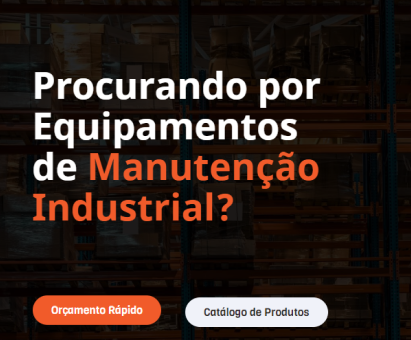 Procurando por
Equipamentos
de Manutenção
Industrial?
Orçamento Rápido
Catálogo de Produtos